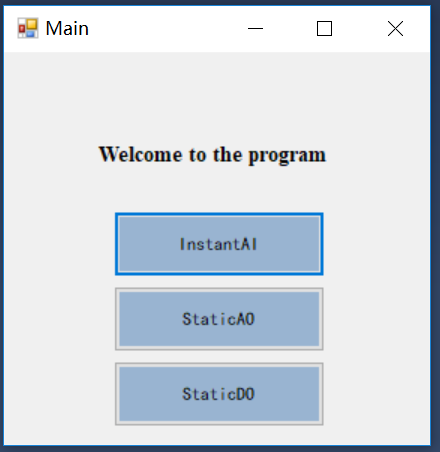 Main
Welcome to the program
InstantAI
StaticAO
StaticDO